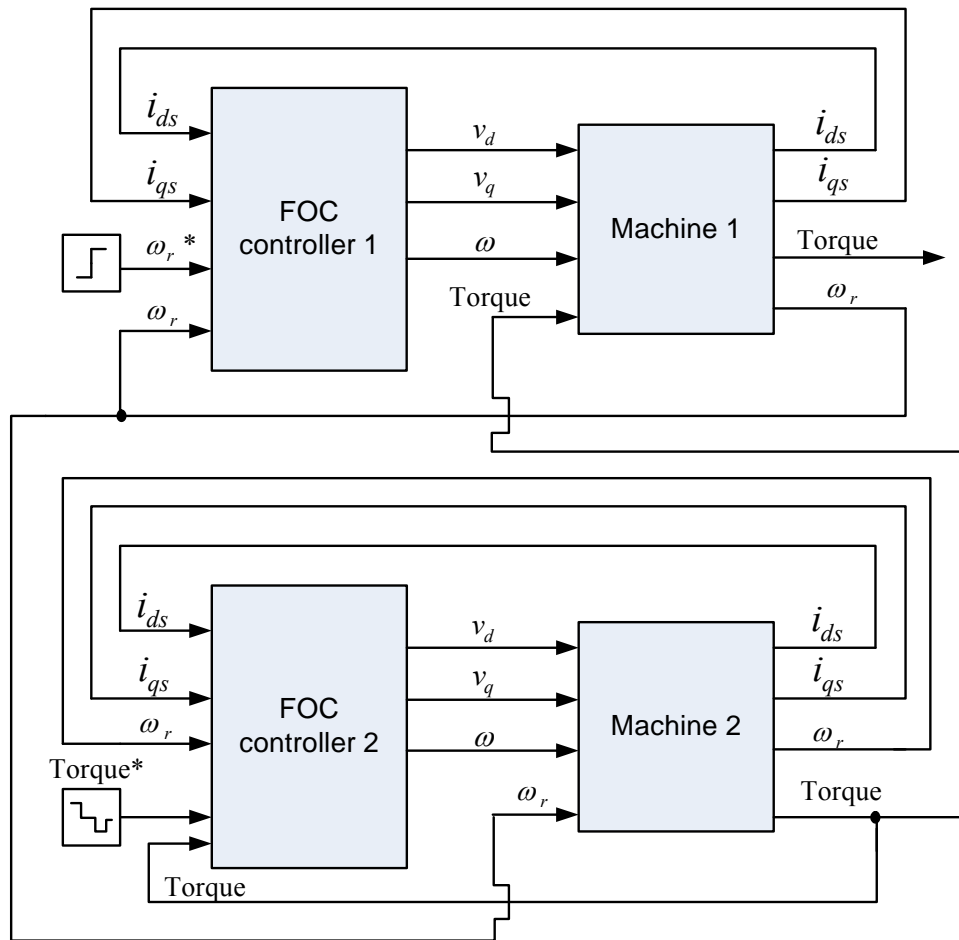 i_ds
i_qs
ω_r *
ω_r
FOC
controller 1
v_d
v_q
ω
Torque
Machine 1
i_ds
i_qs
Torque
ω_r
i_ds
i_qs
ω_r
Torque*
Torque
FOC
controller 2
v_d
v_q
ω
ω_r
Machine 2
i_ds
i_qs
ω_r
Torque